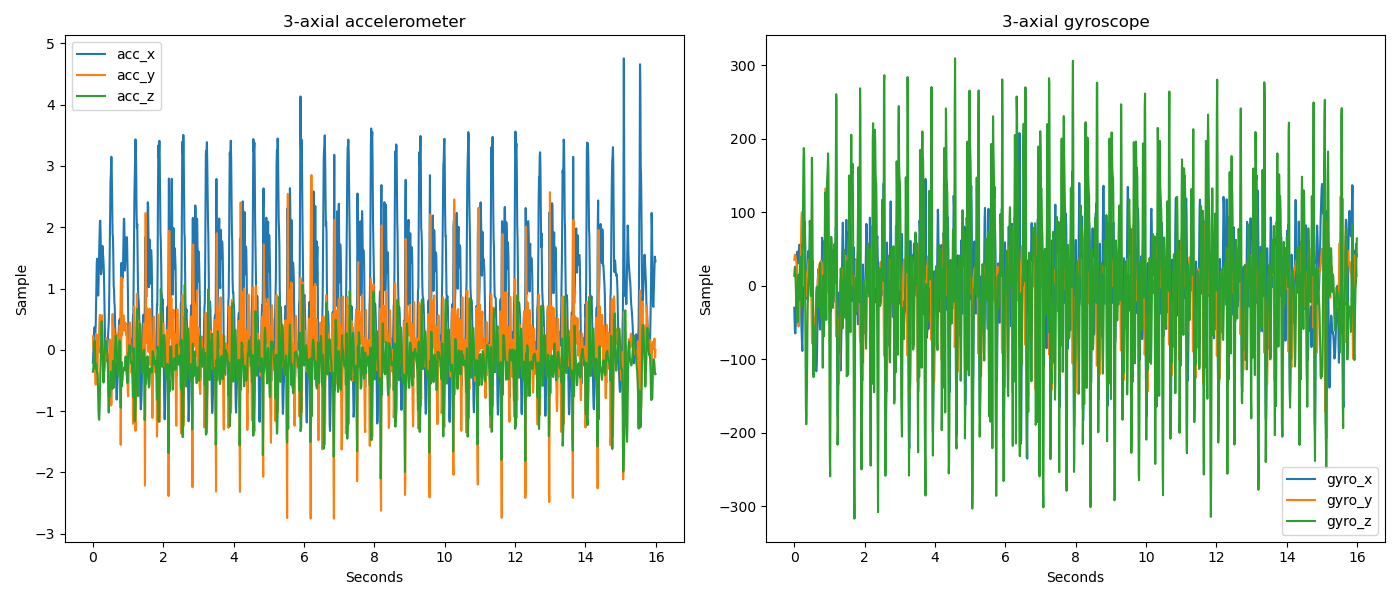 3-axial accelerometer
acc_x
acc_y
acc_z
5
4
3
2
1
0
−1
−2
−3
Sample
0 2 4 6 8 10 12 14 16
Seconds
3-axial gyroscope
300
200
100
0
−100
−200
−300
Sample
gyro_x
gyro_y
gyro_z
0 2 4 6 8 10 12 14 16
Seconds